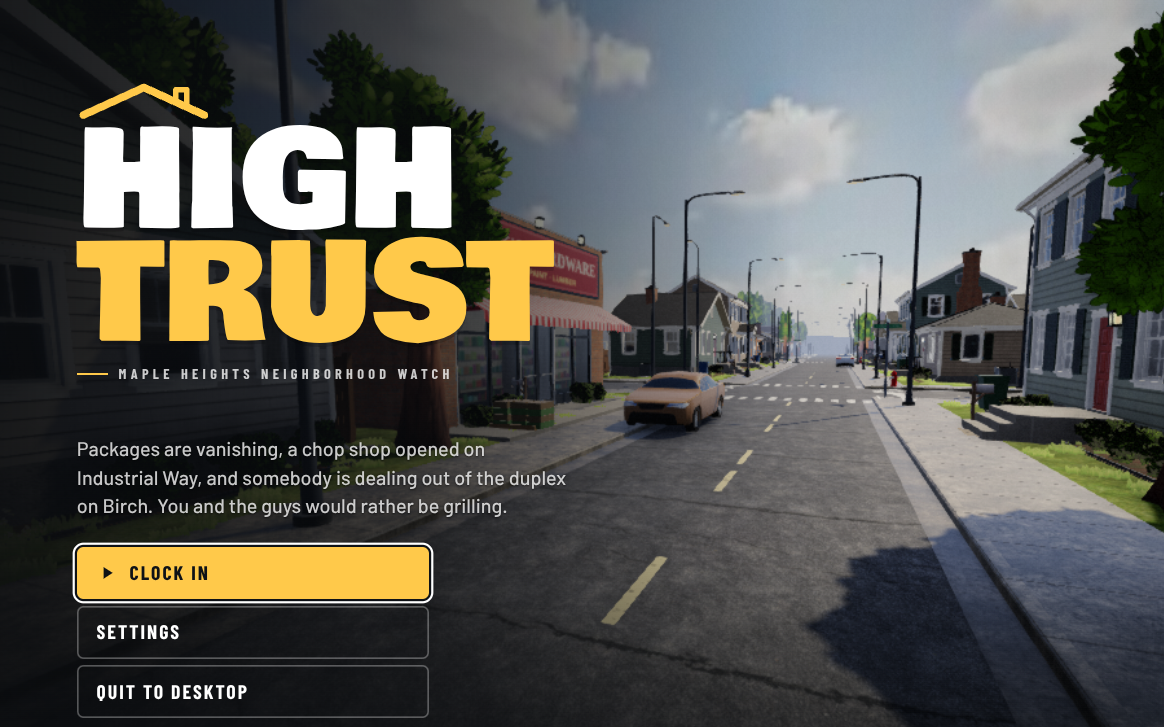 HIGH
TRUST
MAPLE HEIGHTS NEIGHBORHOOD WATCH
Packages are vanishing, a chop shop opened on
Industrial Way, and somebody is dealing out of the duplex
on Birch. You and the guys would rather be grilling.
CLOCK IN
SETTINGS
QUIT TO DESKTOP